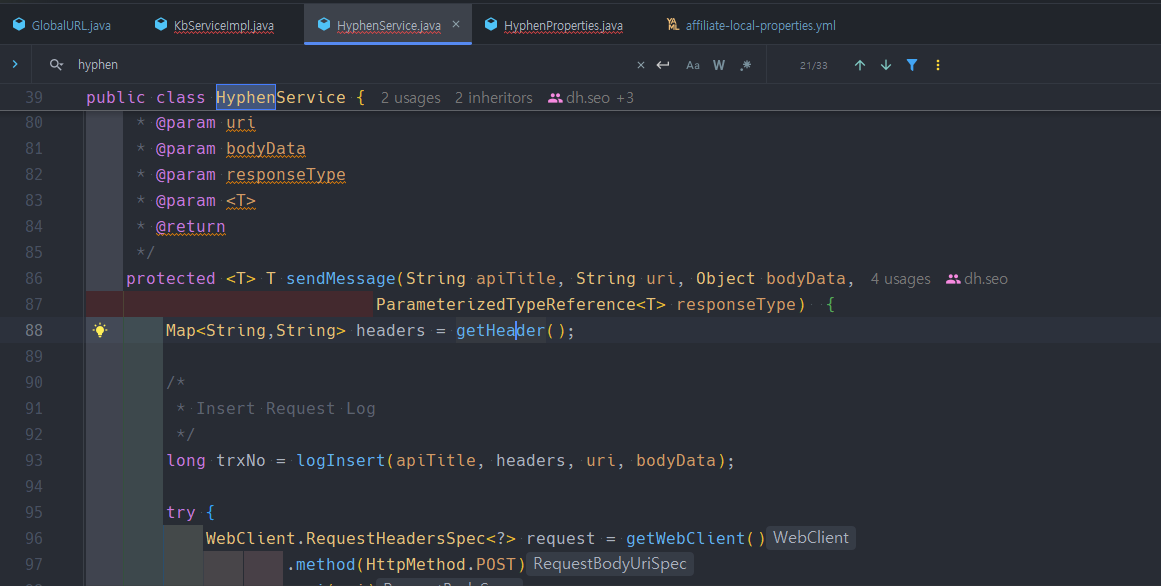 GlobalURL.java KbServiceImpl.java HyphenService.java × HyphenProperties.java YAML affiliate-local-properties.yml
hyphen × Aa W .* 21/33
39 public class HyphenService { 2 usages 2 inheritors dh.seo +3
80 * @param uri
81 * @param bodyData
82 * @param responseType
83 * @param <T>
84 * @return
85 */
86 protected <T> T sendMessage(String apiTitle, String uri, Object bodyData, 4 usages dh.seo
87 ParameterizedTypeReference<T> responseType) {
88 Map<String,String> headers = getHeader();
89
90 /*
91 * Insert Request Log
92 */
93 long trxNo = logInsert(apiTitle, headers, uri, bodyData);
94
95 try {
96 WebClient.RequestHeadersSpec<?> request = getWebClient() WebClient
97 .method(HttpMethod.POST) RequestBodyUriSpec